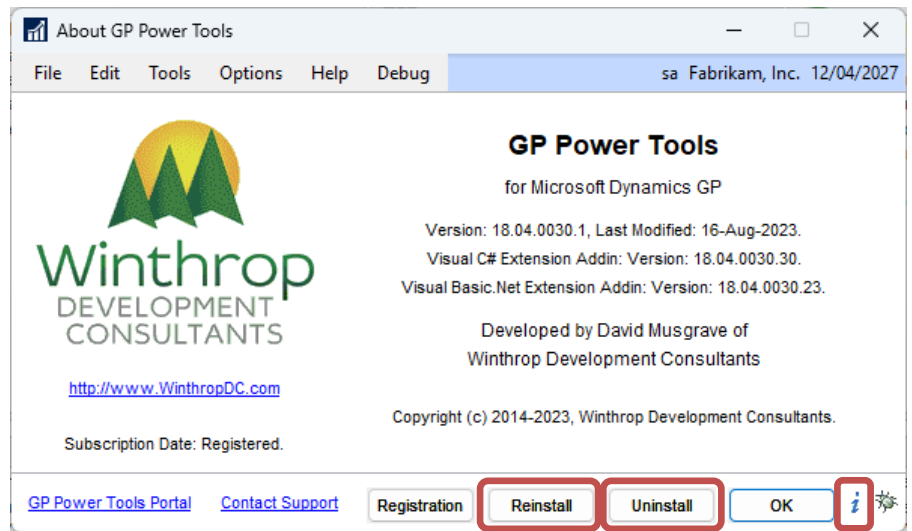 About GP Power Tools
File Edit Tools Options Help Debug sa Fabrikam, Inc. 12/04/2027
Winthrop
DEVELOPMENT
CONSULTANTS
http://www.WinthropDC.com
Subscription Date: Registered.
GP Power Tools
for Microsoft Dynamics GP
Version: 18.04.0030.1, Last Modified: 16-Aug-2023.
Visual C# Extension Addin: Version: 18.04.0030.30.
Visual Basic.Net Extension Addin: Version: 18.04.0030.23.
Developed by David Musgrave of
Winthrop Development Consultants
Copyright (c) 2014-2023, Winthrop Development Consultants.
GP Power Tools Portal Contact Support Registration Reinstall Uninstall OK i